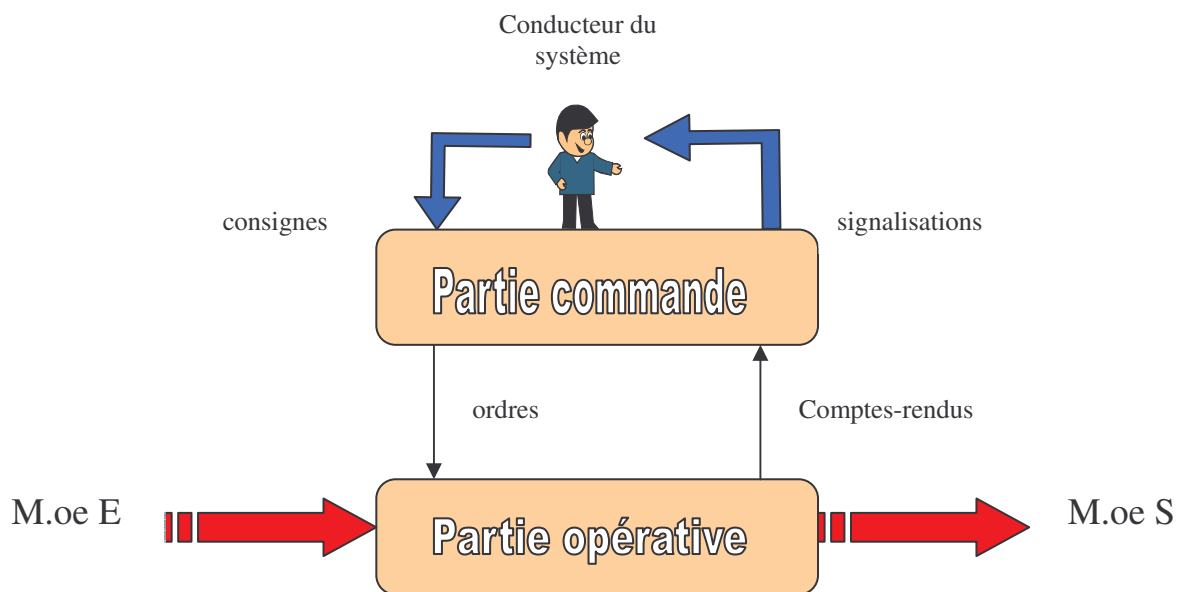 Conducteur du
système
consignes
signalisations
Partie commande
ordres
Comptes-rendus
M.oe E
Partie opérative
M.oe S